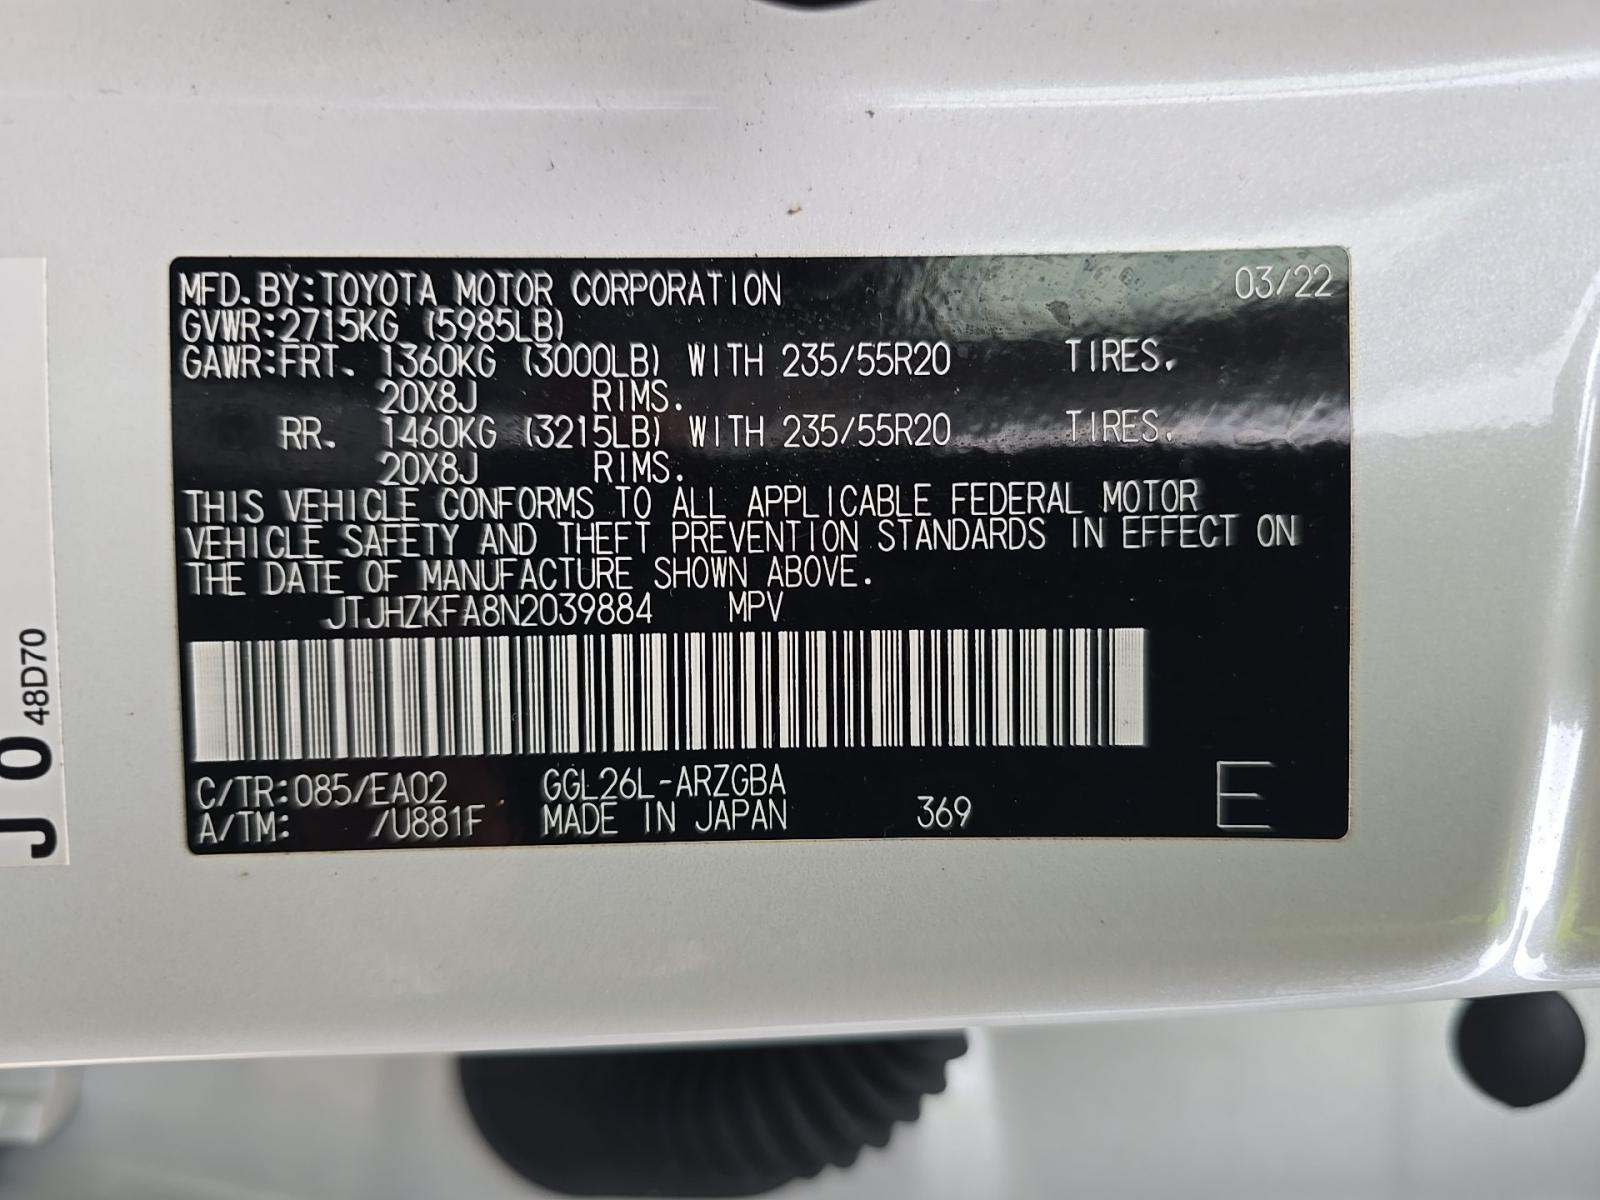 MFD.BY:TOYOTA MOTOR CORPORATION 03/22
GVWR:2715KG (5985LB)
GAWR:FRT. 1360KG (3000LB) WITH 235/55R20 TIRES.
20X8J RIMS.
RR. 1460KG (3215LB) WITH 235/55R20 TIRES.
20X8J RIMS.
THIS VEHICLE CONFORMS TO ALL APPLICABLE FEDERAL MOTOR
VEHICLE SAFETY AND THEFT PREVENTION STANDARDS IN EFFECT ON
THE DATE OF MANUFACTURE SHOWN ABOVE.
JTJHZKFA8N2039884 MPV
C/TR:085/EA02 GGL26L-ARZGBA
A/TM: /U881F MADE IN JAPAN 369 E
J 0
48D70